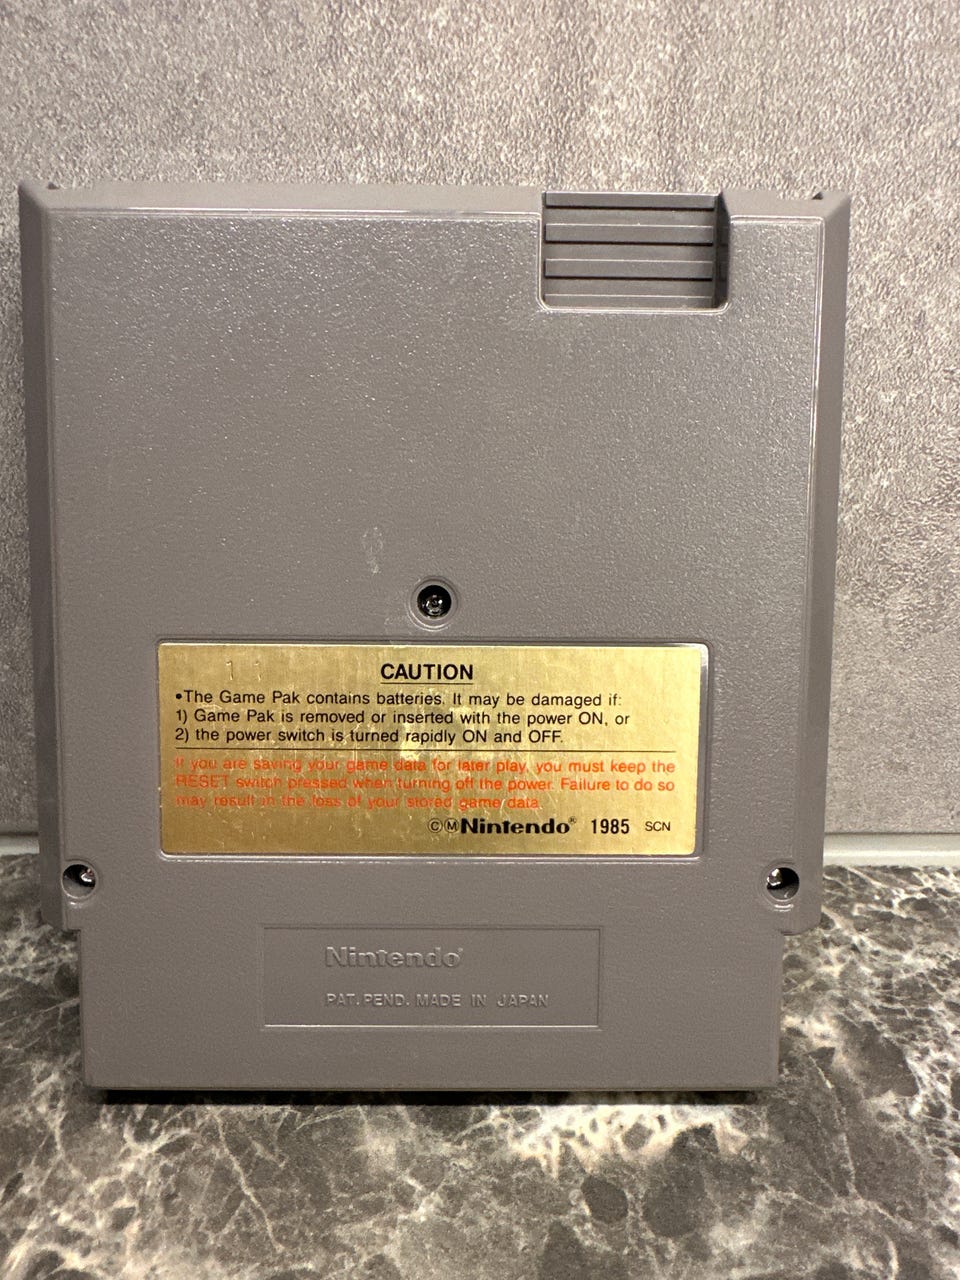 11
CAUTION
•The Game Pak contains batteries. It may be damaged if:
1) Game Pak is removed or inserted with the power ON, or
2) the power switch is turned rapidly ON and OFF.
If you are saving your game data for later play, you must keep the
RESET switch pressed when turning off the power. Failure to do so
may result in the loss of your stored game data.
©ⓂNintendo® 1985 SCN
Nintendo®
PAT. PEND. MADE IN JAPAN